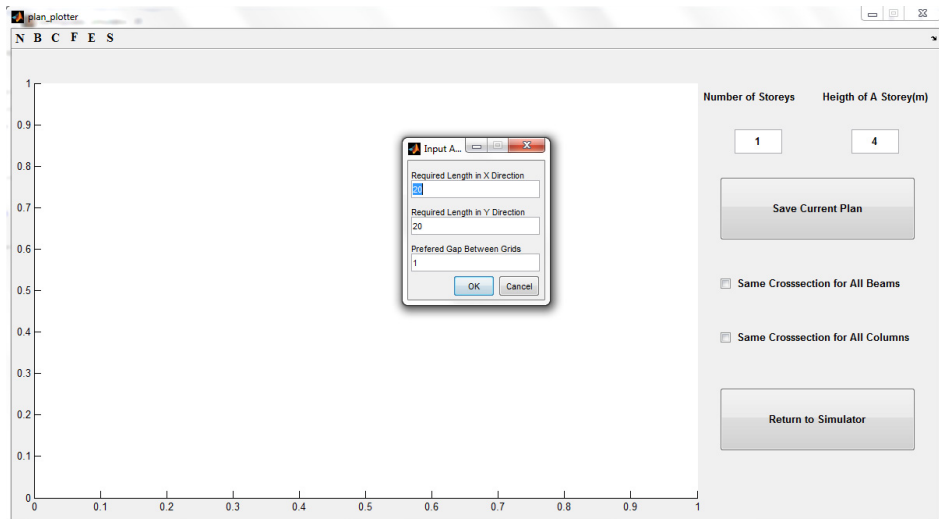 plan_plotter
N B C F E S
Number of Storeys
Heigth of A Storey(m)
1
4
Save Current Plan
Same Crosssection for All Beams
Same Crosssection for All Columns
Return to Simulator
Input A...
Required Length in X Direction
20
Required Length in Y Direction
20
Prefered Gap Between Grids
1
OK
Cancel
1
0.9
0.8
0.7
0.6
0.5
0.4
0.3
0.2
0.1
0
0 0.1 0.2 0.3 0.4 0.5 0.6 0.7 0.8 0.9 1